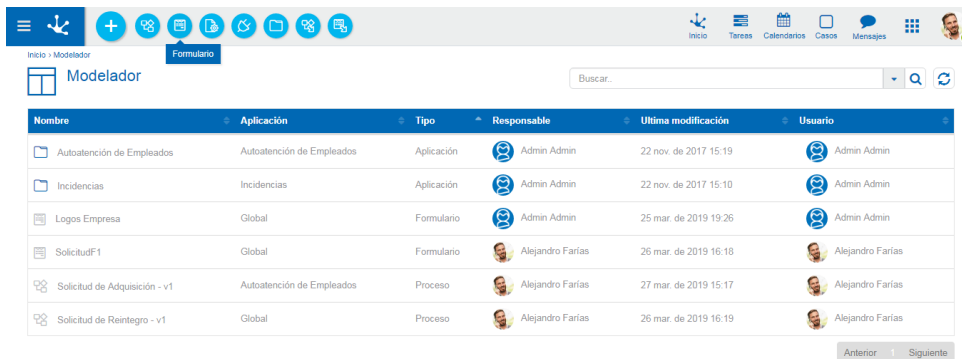 Inicio Tareas Calendarios Casos Mensajes
Inicio › Modelador
Formulario
Modelador
Buscar..
Nombre Aplicación Tipo Responsable Ultima modificación Usuario
Autoatención de Empleados Autoatención de Empleados Aplicación Admin Admin 22 nov. de 2017 15:19 Admin Admin
Incidencias Incidencias Aplicación Admin Admin 22 nov. de 2017 15:10 Admin Admin
Logos Empresa Global Formulario Admin Admin 25 mar. de 2019 19:26 Admin Admin
SolicitudF1 Global Formulario Alejandro Farías 26 mar. de 2019 16:18 Alejandro Farías
Solicitud de Adquisición - v1 Autoatención de Empleados Proceso Alejandro Farías 27 mar. de 2019 15:17 Alejandro Farías
Solicitud de Reintegro - v1 Global Proceso Alejandro Farías 26 mar. de 2019 16:19 Alejandro Farías
Anterior 1 Siguiente